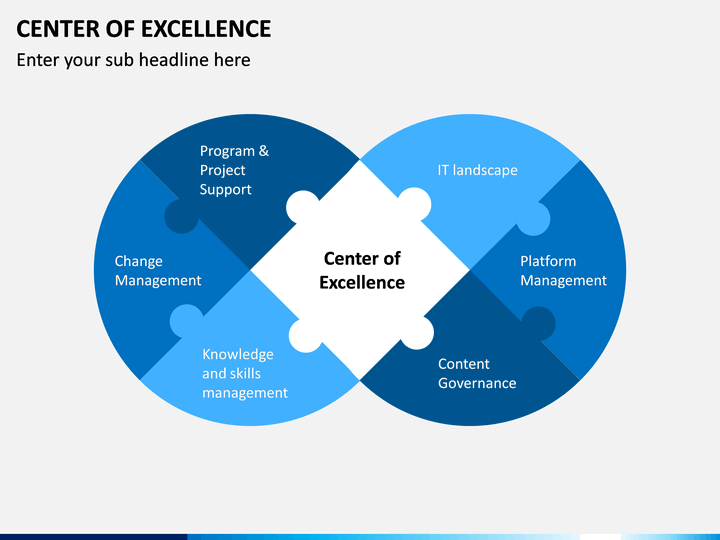 CENTER OF EXCELLENCE
Enter your sub headline here
Program &
Project
Support
IT landscape
Change
Management
Center of
Excellence
Platform
Management
Knowledge
and skills
management
Content
Governance